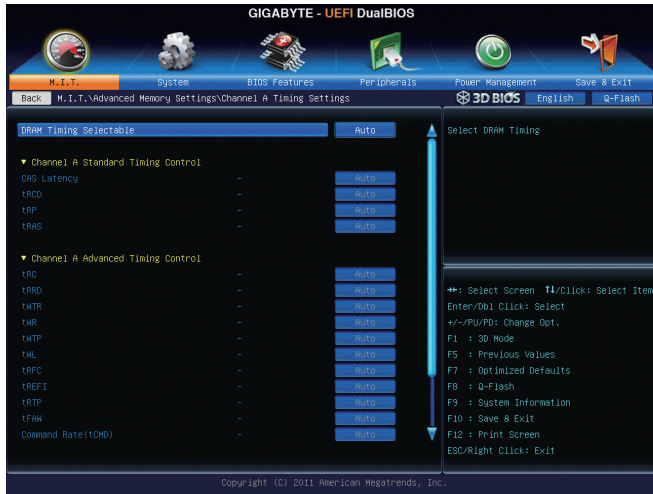 GIGABYTE - UEFI DualBIOS
M.I.T. System BIOS Features Peripherals Power Management Save & Exit
Back M.I.T.\Advanced Memory Settings\Channel A Timing Settings 3D BIOS English Q-Flash
DRAM Timing Selectable Auto
Select DRAM Timing
▼ Channel A Standard Timing Control
CAS Latency - Auto
tRCD - Auto
tRP - Auto
tRAS - Auto
▼ Channel A Advanced Timing Control
tRC - Auto
tRRD - Auto
tWTR - Auto
tWR - Auto
tWTP - Auto
tWL - Auto
tRFC - Auto
tREFI - Auto
tRTP - Auto
tFAW - Auto
Command Rate(tCMD) - Auto
→←: Select Screen ↑↓/Click: Select Item
Enter/Dbl Click: Select
+/-/PU/PD: Change Opt.
F1 : 3D Mode
F5 : Previous Values
F7 : Optimized Defaults
F8 : Q-Flash
F9 : System Information
F10 : Save & Exit
F12 : Print Screen
ESC/Right Click: Exit
Copyright (C) 2011 American Megatrends, Inc.